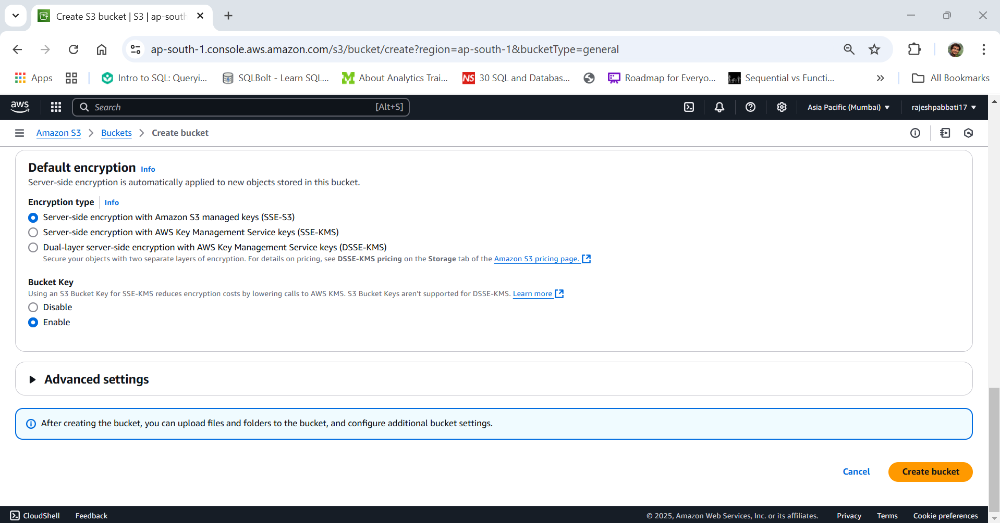 Create S3 bucket | S3 | ap-south
ap-south-1.console.aws.amazon.com/s3/bucket/create?region=ap-south-1&bucketType=general
Apps
Intro to SQL: Queryi...
SQLBolt - Learn SQL...
About Analytics Trai...
NS 30 SQL and Databas...
Roadmap for Everyo...
Sequential vs Functi...
All Bookmarks
aws
Search [Alt+S]
Asia Pacific (Mumbai)
rajeshpabbati17
Amazon S3 > Buckets > Create bucket
Default encryption Info
Server-side encryption is automatically applied to new objects stored in this bucket.
Encryption type Info
Server-side encryption with Amazon S3 managed keys (SSE-S3)
Server-side encryption with AWS Key Management Service keys (SSE-KMS)
Dual-layer server-side encryption with AWS Key Management Service keys (DSSE-KMS)
Secure your objects with two separate layers of encryption. For details on pricing, see DSSE-KMS pricing on the Storage tab of the Amazon S3 pricing page.
Bucket Key
Using an S3 Bucket Key for SSE-KMS reduces encryption costs by lowering calls to AWS KMS. S3 Bucket Keys aren't supported for DSSE-KMS. Learn more
Disable
Enable
Advanced settings
After creating the bucket, you can upload files and folders to the bucket, and configure additional bucket settings.
Cancel
Create bucket
CloudShell
Feedback
© 2025, Amazon Web Services, Inc. or its affiliates.
Privacy
Terms
Cookie preferences